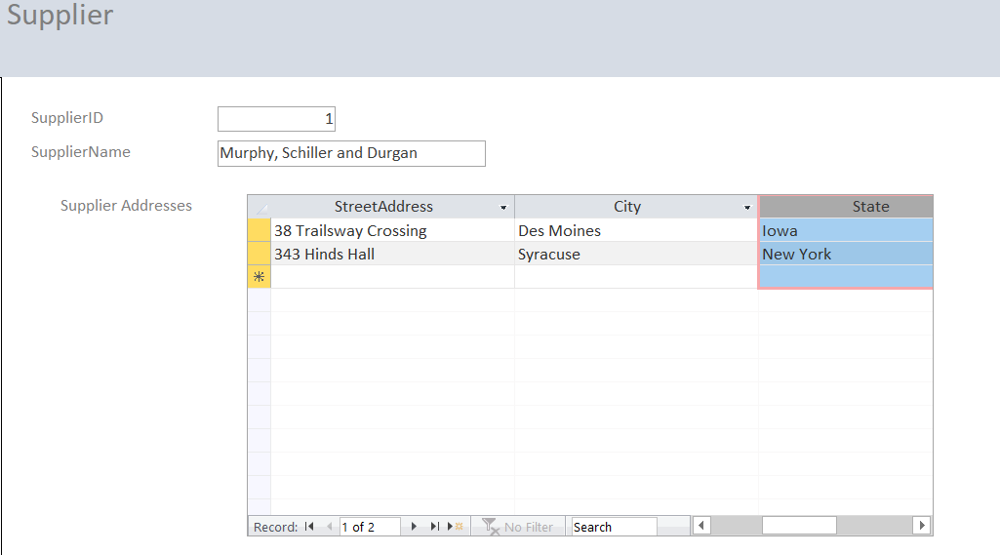 Supplier
SupplierID 1
SupplierName Murphy, Schiller and Durgan
Supplier Addresses StreetAddress City State
38 Trailsway Crossing Des Moines Iowa
343 Hinds Hall Syracuse New York
Record: 1 of 2 No Filter Search